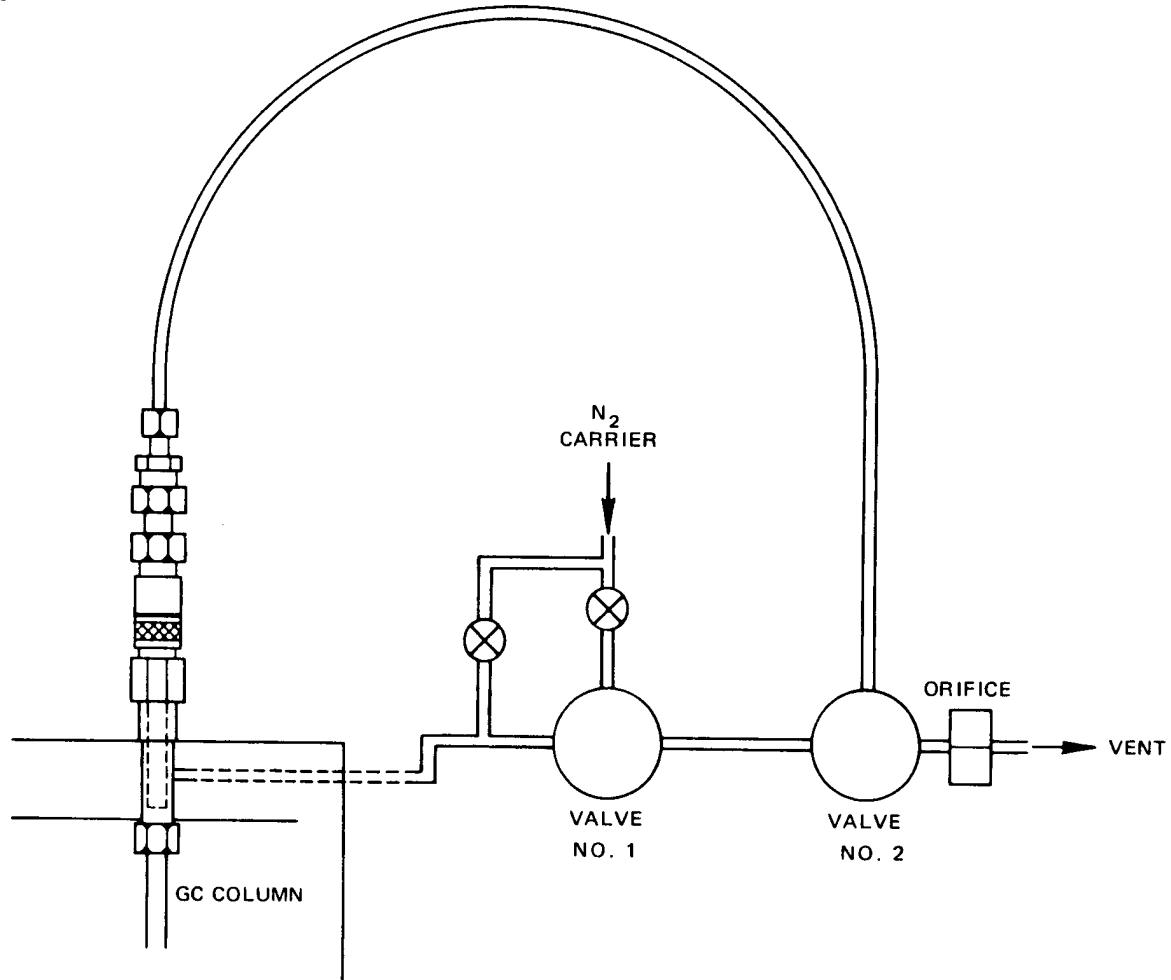 N2
CARRIER
ORIFICE
VENT
VALVE
NO. 1
VALVE
NO. 2
GC COLUMN